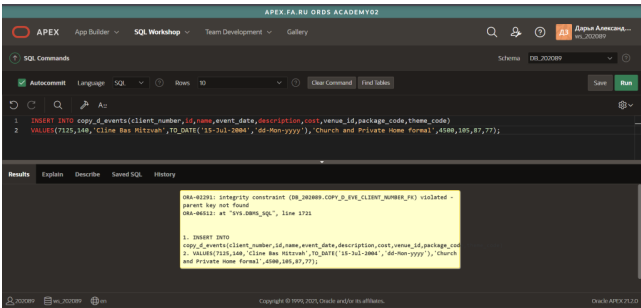 APEX.FA.RU ORDS ACADEMY02
APEX App Builder SQL Workshop Team Development Gallery ДЗ Дарья Александ... ws_202089
SQL Commands Schema DB_202089
Autocommit Language SQL Rows 10 Clear Command Find Tables Save Run
A::
1 INSERT INTO copy_d_events(client_number,id,name,event_date,description,cost,venue_id,package_code,theme_code)
2 VALUES(7125,140,'Cline Bas Mitzvah',TO_DATE('15-Jul-2004','dd-Mon-yyyy'),'Church and Private Home formal',4500,105,87,77);
Results Explain Describe Saved SQL History
ORA-02291: integrity constraint (DB_202089.COPY_D_EVE_CLIENT_NUMBER_FK) violated -
parent key not found
ORA-06512: at "SYS.DBMS_SQL", line 1721
1. INSERT INTO
copy_d_events(client_number,id,name,event_date,description,cost,venue_id,package_cod
2. VALUES(7125,140,'Cline Bas Mitzvah',TO_DATE('15-Jul-2004','dd-Mon-yyyy'),'Church
and Private Home formal',4500,105,87,77);
202089 ws_202089 en Copyright © 1999, 2021, Oracle and/or its affiliates. Oracle APEX 21.2.0